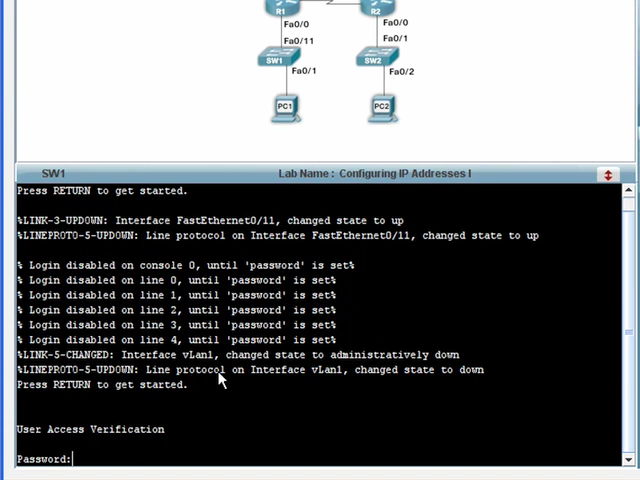 R1
R2
Fa0/0
Fa0/0
Fa0/11
Fa0/1
SW1
SW2
Fa0/1
Fa0/2
PC1
PC2
SW1
Lab Name : Configuring IP Addresses I
Press RETURN to get started.
%LINK-3-UPDOWN: Interface FastEthernet0/11, changed state to up
%LINEPROTO-5-UPDOWN: Line protocol on Interface FastEthernet0/11, changed state to up
% Login disabled on console 0, until 'password' is set%
% Login disabled on line 0, until 'password' is set%
% Login disabled on line 1, until 'password' is set%
% Login disabled on line 2, until 'password' is set%
% Login disabled on line 3, until 'password' is set%
% Login disabled on line 4, until 'password' is set%
%LINK-5-CHANGED: Interface vLan1, changed state to administratively down
%LINEPROTO-5-UPDOWN: Line protocol on Interface vLan1, changed state to down
Press RETURN to get started.
User Access Verification
Password: